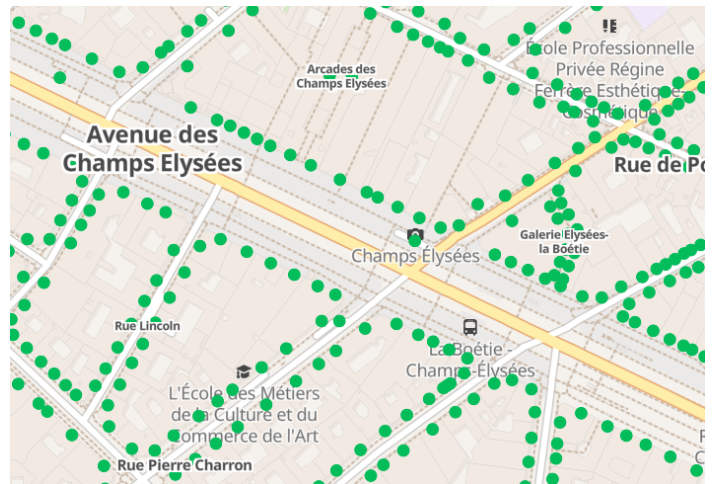 École Professionnelle
Privée Régine
Ferrère Esthétique-
Cosmétique
Arcades des
Champs Elysées
Avenue des
Champs Elysées
Rue de Po
Galerie Elysées-
la Boétie
Champs Élysées
Rue Lincoln
La Boétie -
Champs-Élysées
L'École des Métiers
de la Culture et du
Commerce de l'Art
Rue Pierre Charron
F
C